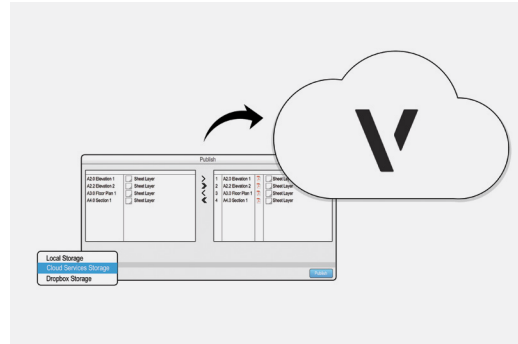 Publish
A2.0 Elevation 1 Sheet Layer
A2.2 Elevation 2 Sheet Layer
A3.0 Floor Plan 1 Sheet Layer
A4.0 Section 1 Sheet Layer
1 A2.0 Elevation 1 Sheet Layer
2 A2.2 Elevation 2 Sheet Layer
3 A3.0 Floor Plan 1 Sheet Layer
4 A4.0 Section 1 Sheet Layer
Local Storage
Cloud Services Storage
Dropbox Storage
Publish